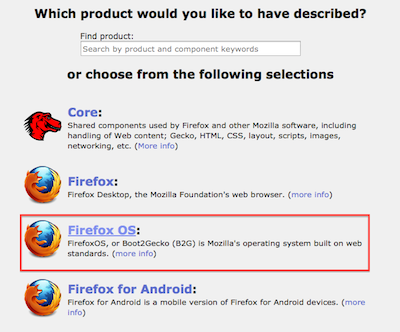 Which product would you like to have described?
Find product:
Search by product and component keywords
or choose from the following selections
Core:
Shared components used by Firefox and other Mozilla software, including
handling of Web content; Gecko, HTML, CSS, layout, scripts, images,
networking, etc. (More info)
Firefox:
Firefox Desktop, the Mozilla Foundation's web browser. (more info)
Firefox OS:
FirefoxOS, or Boot2Gecko (B2G) is Mozilla's operating system built on web
standards. (more info)
Firefox for Android:
Firefox for Android is a mobile version of Firefox for Android devices. (more
info)